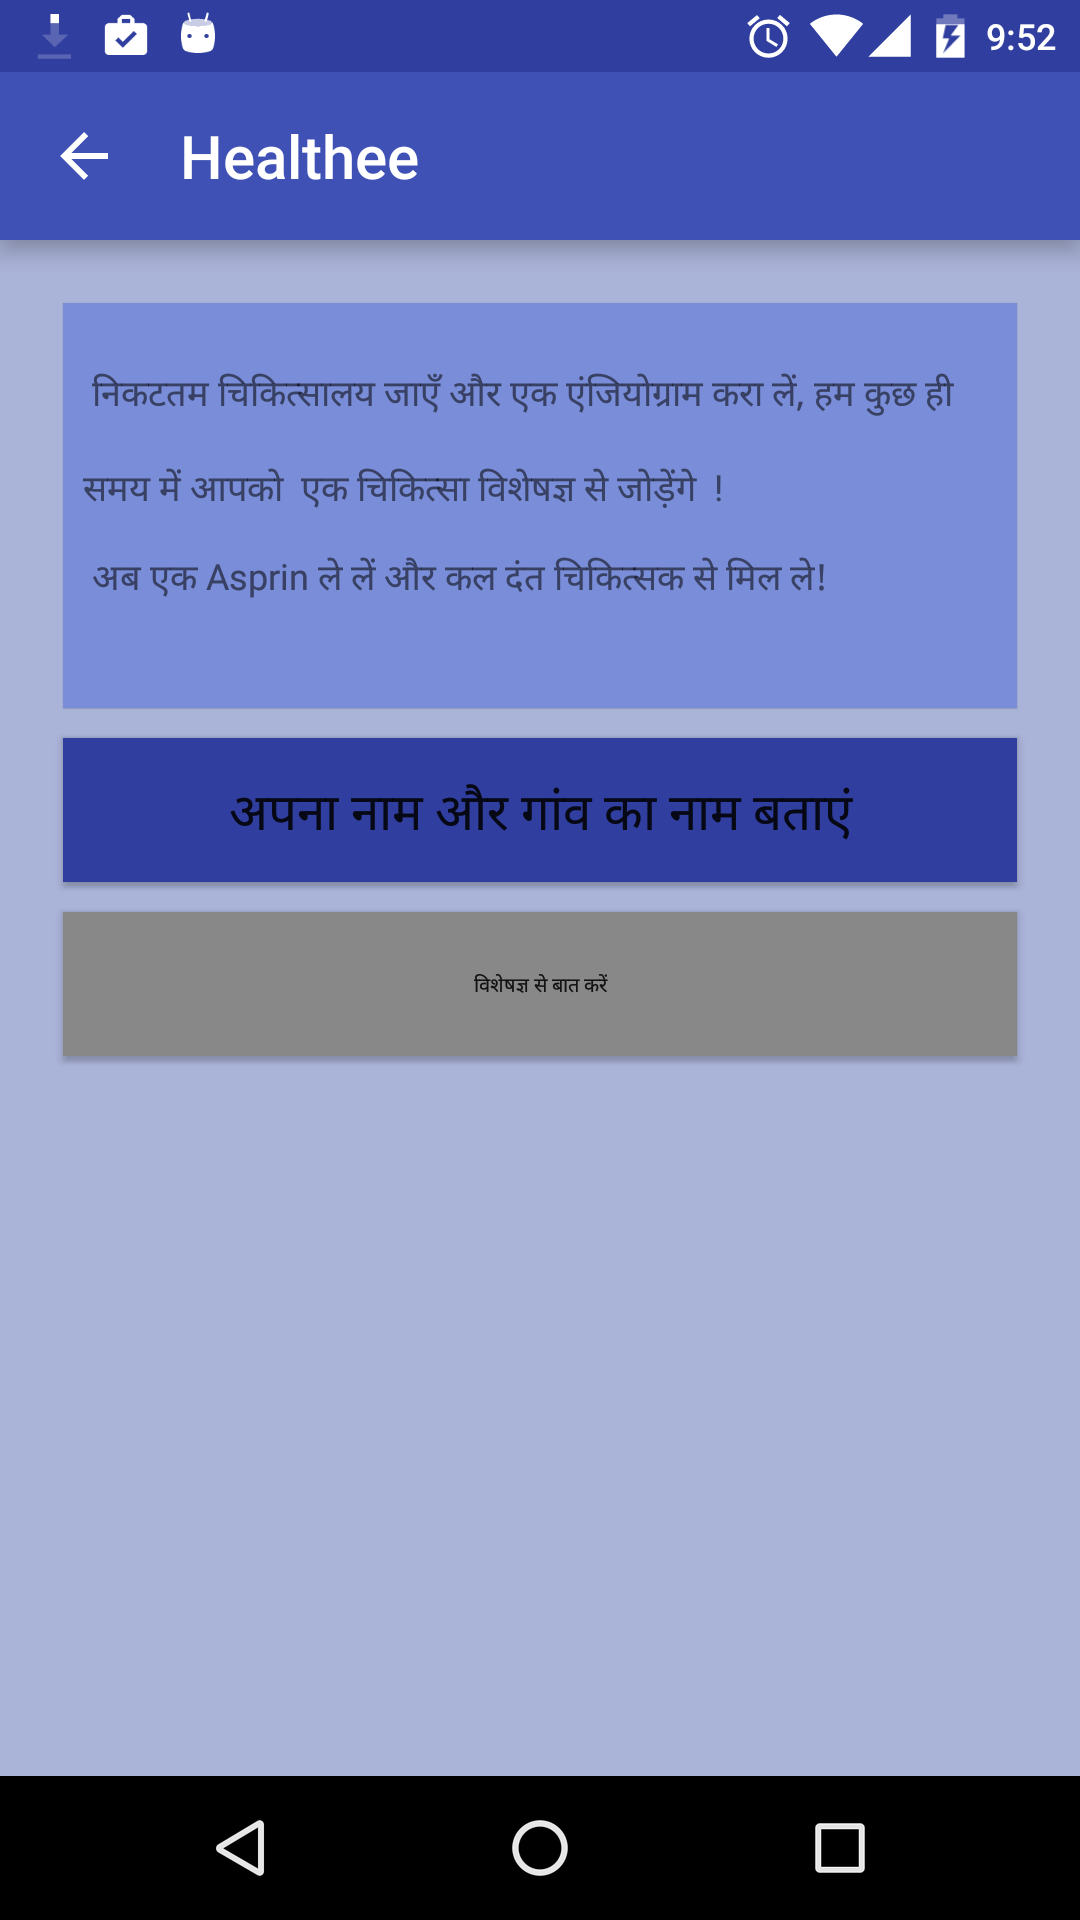 9:52
Healthee
निकटतम चिकित्सालय जाएँ और एक एंजियोग्राम करा लें, हम कुछ ही
समय में आपको एक चिकित्सा विशेषज्ञ से जोड़ेंगे !
अब एक Asprin ले लें और कल दंत चिकित्सक से मिल ले!
अपना नाम और गांव का नाम बताएं
विशेषज्ञ से बात करें